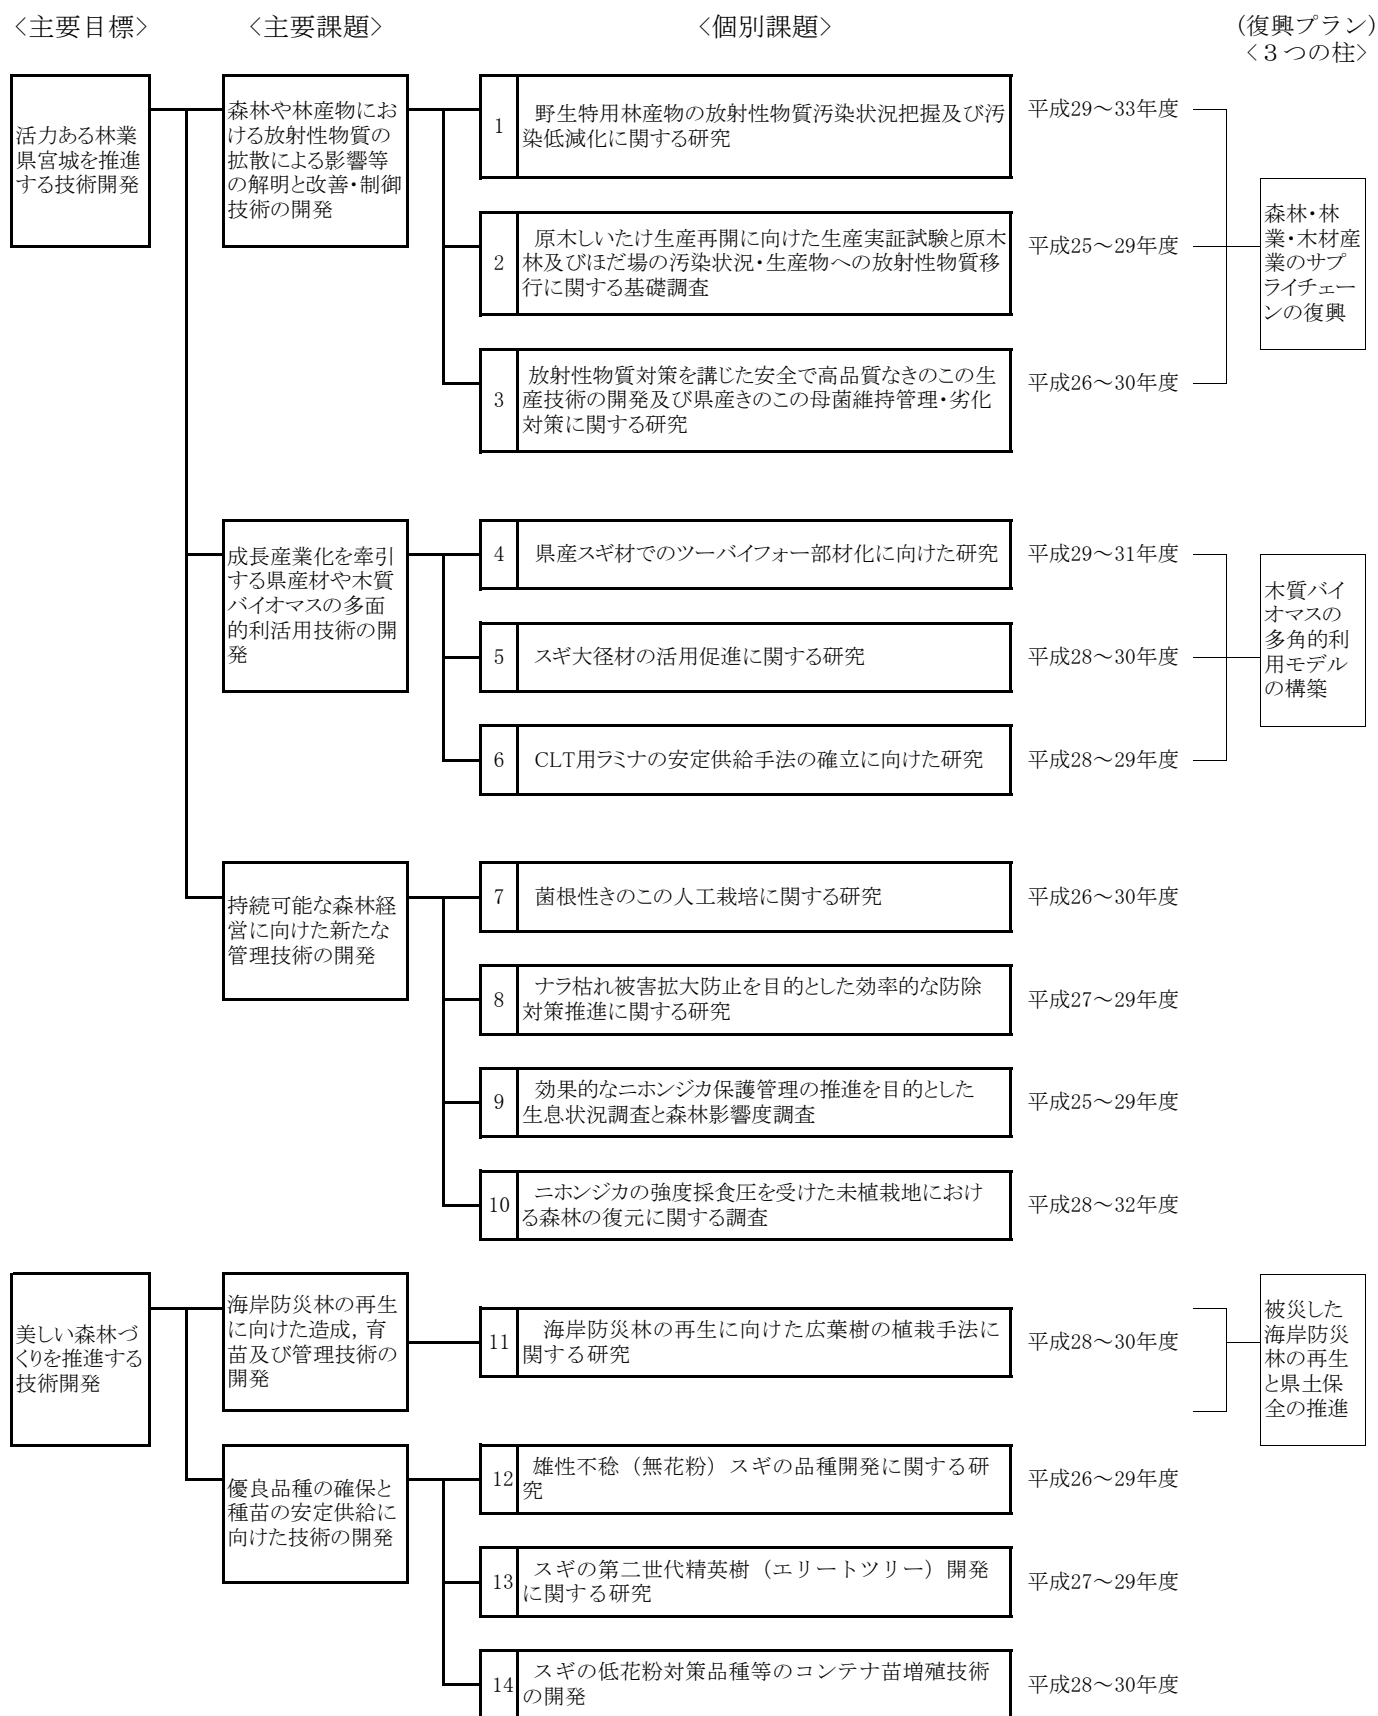 <主要目標>
<主要課題>
<個別課題>
(復興プラン)
<3つの柱>
活力ある林業
県宮城を推進
する技術開発
森林や林産物にお
ける放射性物質の
拡散による影響等
の解明と改善・制御
技術の開発
1
野生特用林産物の放射性物質汚染状況把握及び汚
染低減化に関する研究
平成29～33年度
2
原木しいたけ生産再開に向けた生産実証試験と原木
林及びほだ場の汚染状況・生産物への放射性物質移
行に関する基礎調査
平成25～29年度
3
放射性物質対策を講じた安全で高品質なきのこの生
産技術の開発及び県産きのこの母菌維持管理・劣化
対策に関する研究
平成26～30年度
森林・林
業・木材産
業のサプ
ライチェー
ンの復興
成長産業化を牽引
する県産材や木質
バイオマスの多面
的利活用技術の開
発
4
県産スギ材でのツーバイフォー部材化に向けた研究
平成29～31年度
5
スギ大径材の活用促進に関する研究
平成28～30年度
6
CLT用ラミナの安定供給手法の確立に向けた研究
平成28～29年度
木質バイ
オマスの
多角的利
用モデル
の構築
持続可能な森林経
営に向けた新たな
管理技術の開発
7
菌根性きのこの人工栽培に関する研究
平成26～30年度
8
ナラ枯れ被害拡大防止を目的とした効率的な防除
対策推進に関する研究
平成27～29年度
9
効果的なニホンジカ保護管理の推進を目的とした
生息状況調査と森林影響度調査
平成25～29年度
10
ニホンジカの強度採食圧を受けた未植栽地におけ
る森林の復元に関する調査
平成28～32年度
美しい森林づ
くりを推進する
技術開発
海岸防災林の再生
に向けた造成，育
苗及び管理技術の
開発
11
海岸防災林の再生に向けた広葉樹の植栽手法に
関する研究
平成28～30年度
被災した
海岸防災
林の再生
と県土保
全の推進
優良品種の確保と
種苗の安定供給に
向けた技術の開発
12
雄性不稔（無花粉）スギの品種開発に関する研
究
平成26～29年度
13
スギの第二世代精英樹（エリートツリー）開発
に関する研究
平成27～29年度
14
スギの低花粉対策品種等のコンテナ苗増殖技術
の開発
平成28～30年度